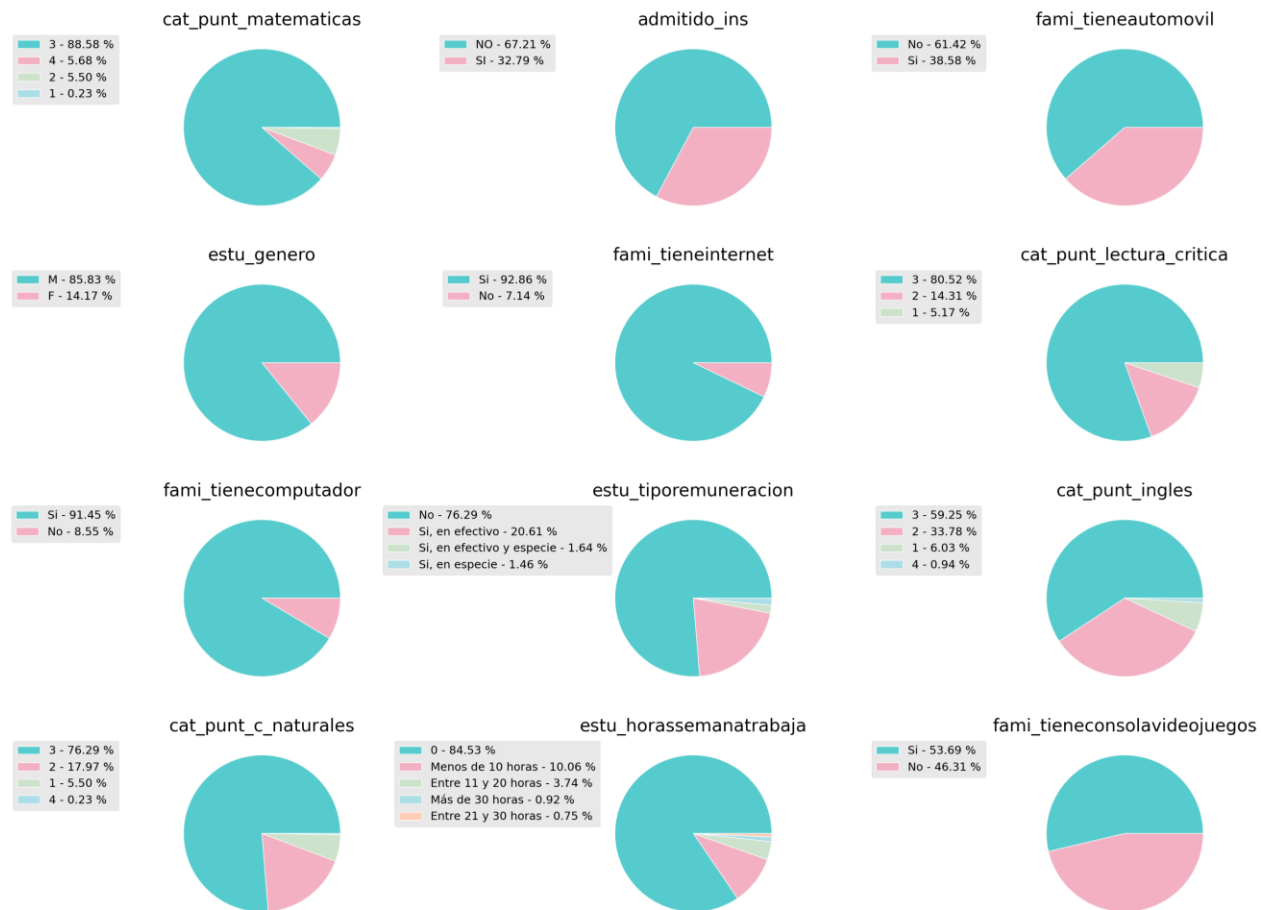 cat_punt_matematicas
3 - 88.58 %
4 - 5.68 %
2 - 5.50 %
1 - 0.23 %
admitido_ins
NO - 67.21 %
SI - 32.79 %
fami_tieneautomovil
No - 61.42 %
Si - 38.58 %
estu_genero
M - 85.83 %
F - 14.17 %
fami_tieneinternet
Si - 92.86 %
No - 7.14 %
cat_punt_lectura_critica
3 - 80.52 %
2 - 14.31 %
1 - 5.17 %
fami_tienecomputador
Si - 91.45 %
No - 8.55 %
estu_tiporemuneracion
No - 76.29 %
Si, en efectivo - 20.61 %
Si, en efectivo y especie - 1.64 %
Si, en especie - 1.46 %
cat_punt_ingles
3 - 59.25 %
2 - 33.78 %
1 - 6.03 %
4 - 0.94 %
cat_punt_c_naturales
3 - 76.29 %
2 - 17.97 %
1 - 5.50 %
4 - 0.23 %
estu_horassemanatrabaja
0 - 84.53 %
Menos de 10 horas - 10.06 %
Entre 11 y 20 horas - 3.74 %
Más de 30 horas - 0.92 %
Entre 21 y 30 horas - 0.75 %
fami_tieneconsolavideojuegos
Si - 53.69 %
No - 46.31 %